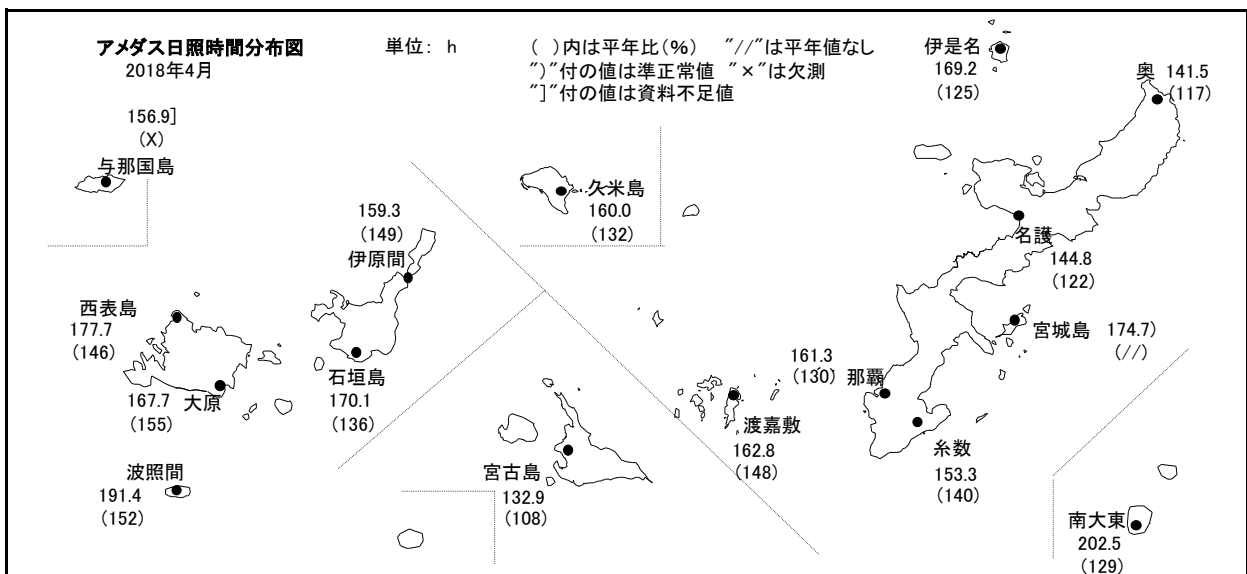 アメダス日照時間分布図 単位： h ( )内は平年比(%) "//"は平年値なし
2018年4月 ")"付の値は準正常値 "×"は欠測
"]"付の値は資料不足値
伊是名
169.2
(125)
奥 141.5
(117)
156.9]
(X)
与那国島
久米島
160.0
(132)
159.3
(149)
伊原間
名護
144.8
(122)
西表島
177.7
(146)
宮城島 174.7)
(//)
161.3
(130) 那覇
石垣島
170.1
(136)
167.7 大原
(155)
渡嘉敷
162.8
(148)
糸数
153.3
(140)
波照間
191.4
(152)
宮古島
132.9
(108)
南大東
202.5
(129)